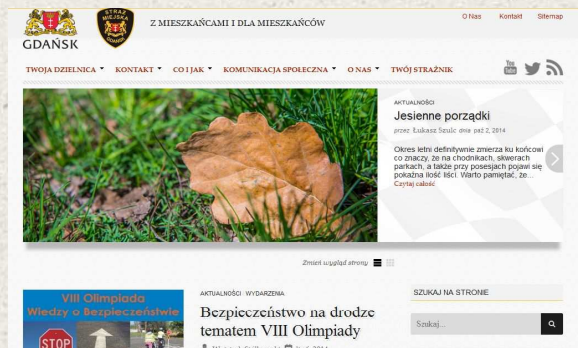 STRAŻ
MIEJSKA
GDAŃSK
GDAŃSK
Z MIESZKAŃCAMI I DLA MIESZKAŃCÓW
O Nas Kontakt Sitemap
TWOJA DZIELNICA KONTAKT CO I JAK KOMUNIKACJA SPOŁECZNA O NAS TWÓJ STRAŻNIK
You
Tube
AKTUALNOŚCI
Jesienne porządki
przez Łukasz Szulc dnia paź 2, 2014
Okres letni definitywnie zmierza ku końcowi
co znaczy, że na chodnikach, skwerach
parkach, a także przy posesjach pojawi się
pokaźna ilość liści. Warto pamiętać, że...
Czytaj całość
Zmień wygląd strony
VIII Olimpiada
Wiedzy o Bezpieczeństwie
STOP
AKTUALNOŚCI WYDARZENIA
Bezpieczeństwo na drodze
tematem VIII Olimpiady
SZUKAJ NA STRONIE
Szukaj...